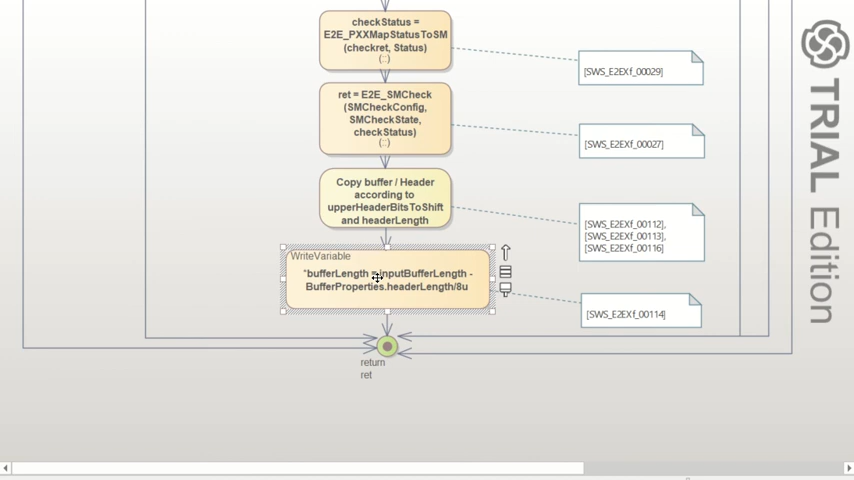 checkStatus =
E2E_PXXMapStatusToSM
(checkret, Status)
[SWS_E2EXf_00029]
ret = E2E_SMCheck
(SMCheckConfig,
SMCheckState,
checkStatus)
[SWS_E2EXf_00027]
Copy buffer / Header
according to
upperHeaderBitsToShift
and headerLength
[SWS_E2EXf_00112],
[SWS_E2EXf_00113],
[SWS_E2EXf_00116]
WriteVariable
*bufferLength = inputBufferLength -
BufferProperties.headerLength/8u
[SWS_E2EXf_00114]
return
ret
TRIAL Edition